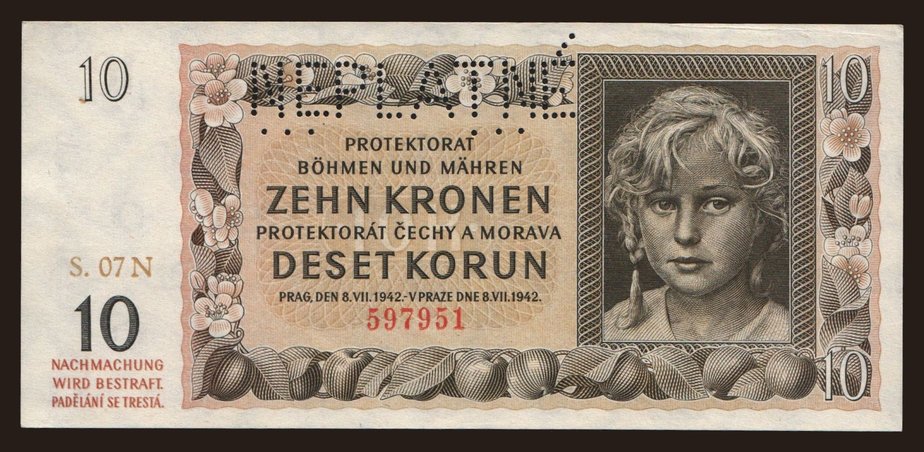 10
NEPLATNÉ
10
PROTEKTORAT
BÖHMEN UND MÄHREN
ZEHN KRONEN
PROTEKTORÁT ČECHY A MORAVA
DESET KORUN
PRAG, DEN 8.VII.1942.-V PRAZE DNE 8.VII.1942.
597951
S. 07 N
10
NACHMACHUNG
WIRD BESTRAFT.
PADĚLÁNÍ SE TRESTÁ.
10